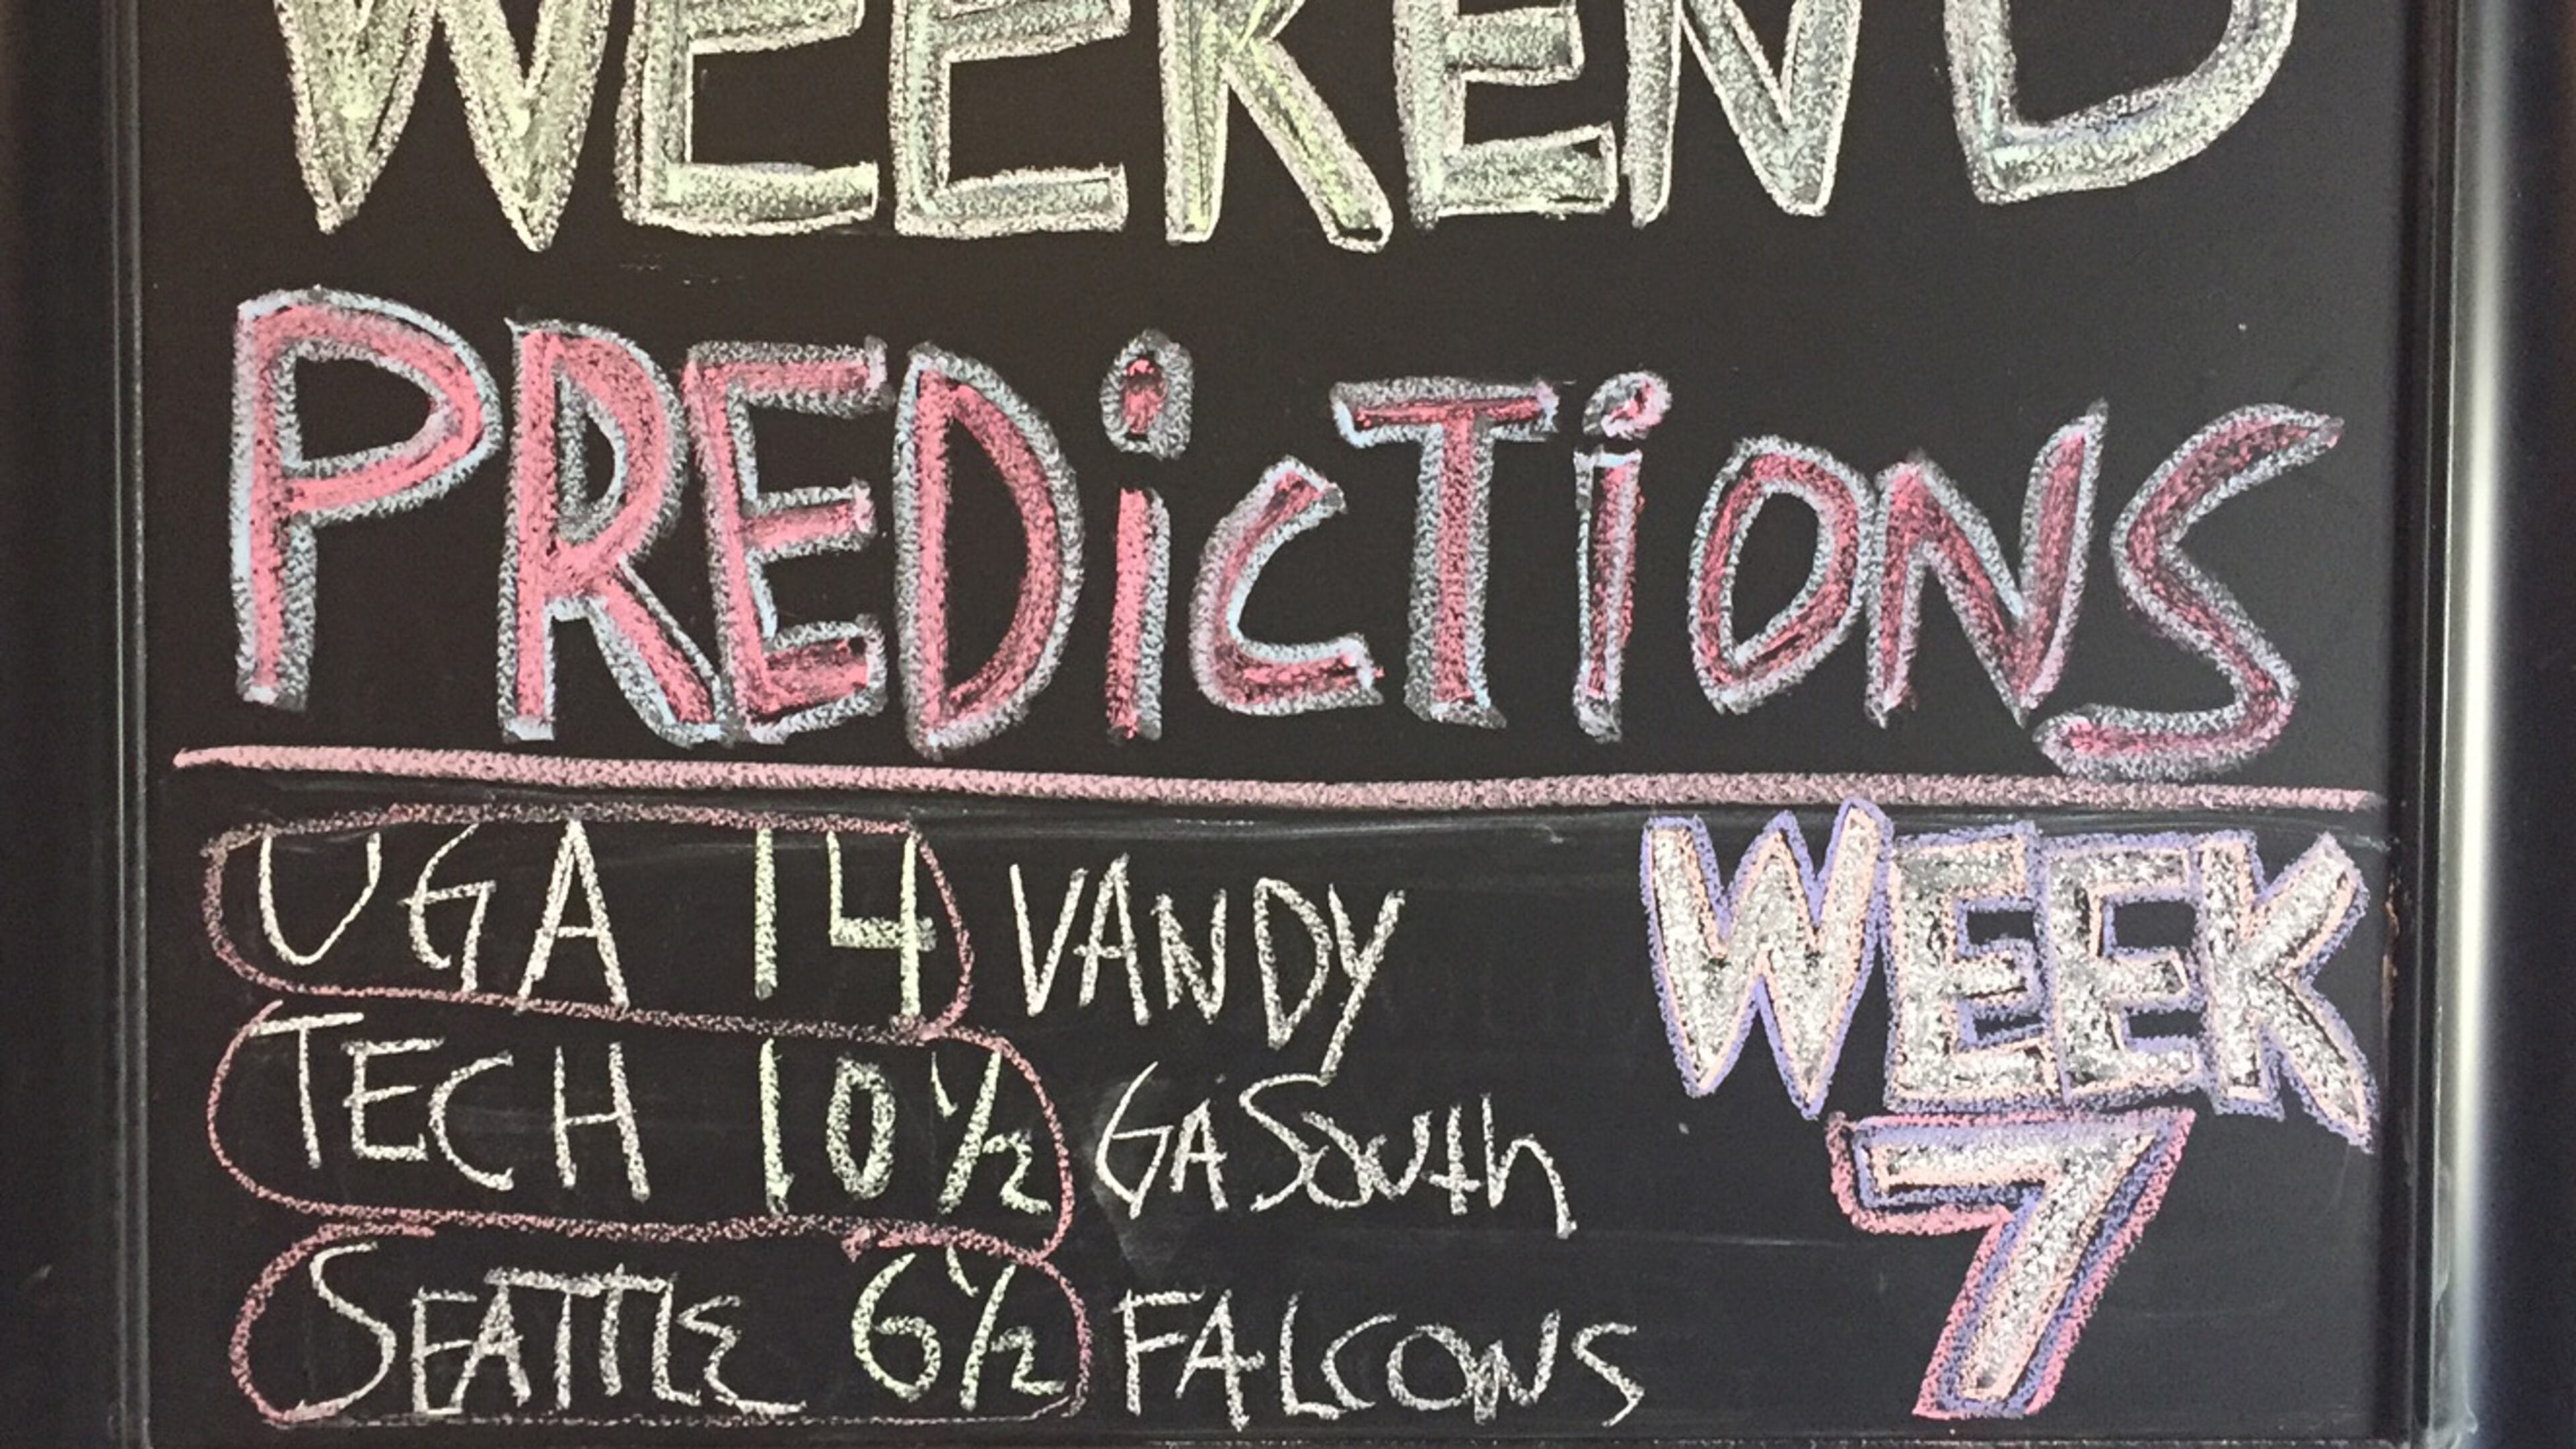 WEEKEND
PREDiCTiONS
UGA 14 VANDY
TECH 10½ GA South
SEATTLE 6½ FALCONS
WEEK
7